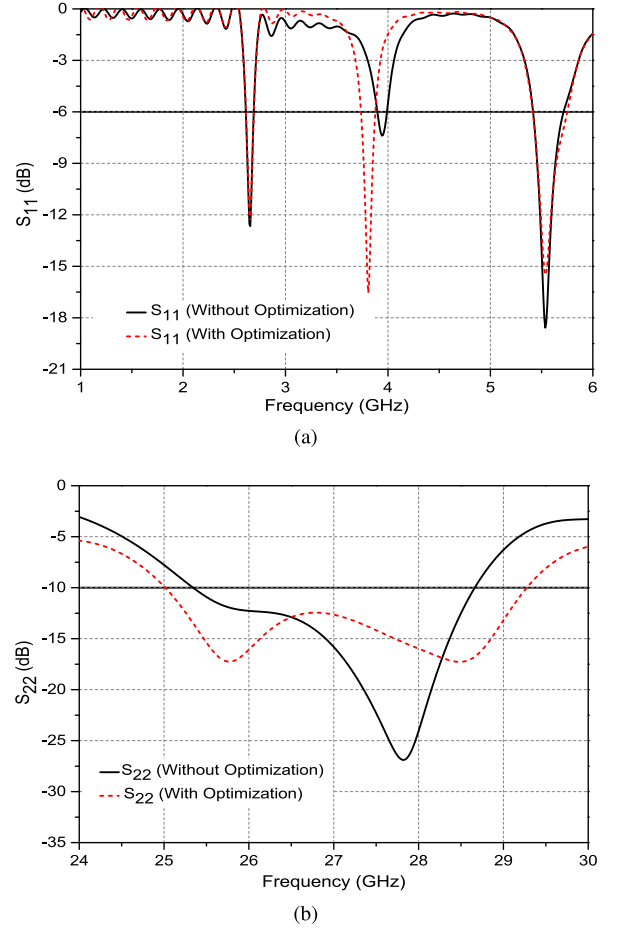 0
-3
-6
-9
-12
-15
-18
-21
S11 (dB)
S11 (Without Optimization)
S11 (With Optimization)
1 2 3 4 5 6
Frequency (GHz)
(a)
0
-5
-10
-15
-20
-25
-30
-35
S22 (dB)
S22 (Without Optimization)
S22 (With Optimization)
24 25 26 27 28 29 30
Frequency (GHz)
(b)